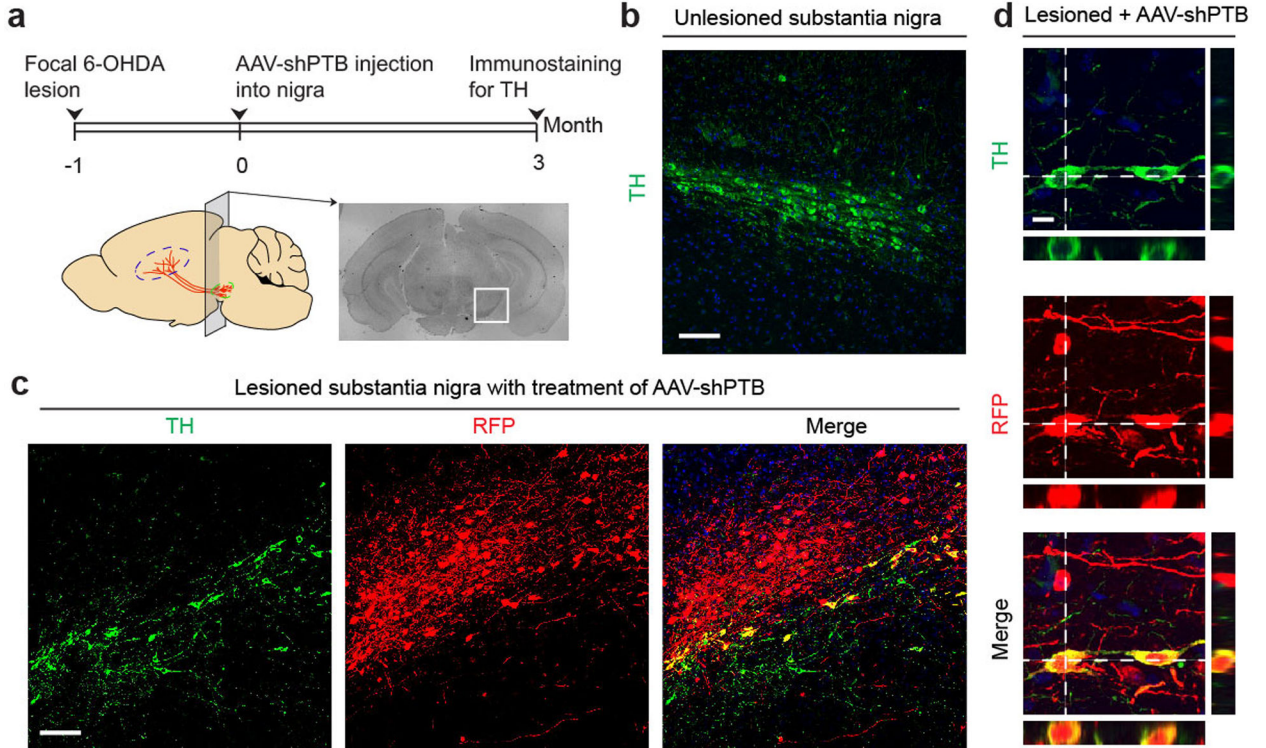 a
Focal 6-OHDA
lesion
AAV-shPTB injection
into nigra
Immunostaining
for TH
Month
-1
0
3
b
Unlesioned substantia nigra
TH
c
Lesioned substantia nigra with treatment of AAV-shPTB
TH
RFP
Merge
d
Lesioned + AAV-shPTB
TH
RFP
Merge